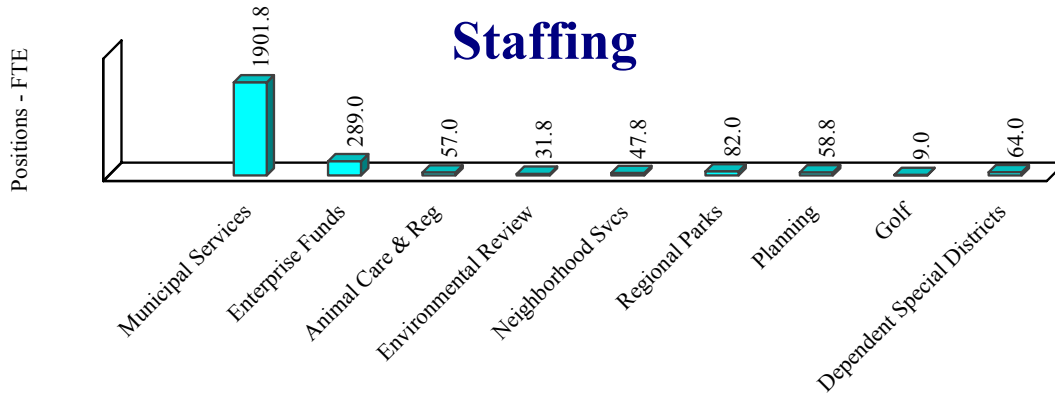 Staffing
Positions - FTE
1901.8
289.0
57.0
31.8
47.8
82.0
58.8
9.0
64.0
Municipal Services
Enterprise Funds
Animal Care & Reg
Environmental Review
Neighborhood Svcs
Regional Parks
Planning
Golf
Dependent Special Districts